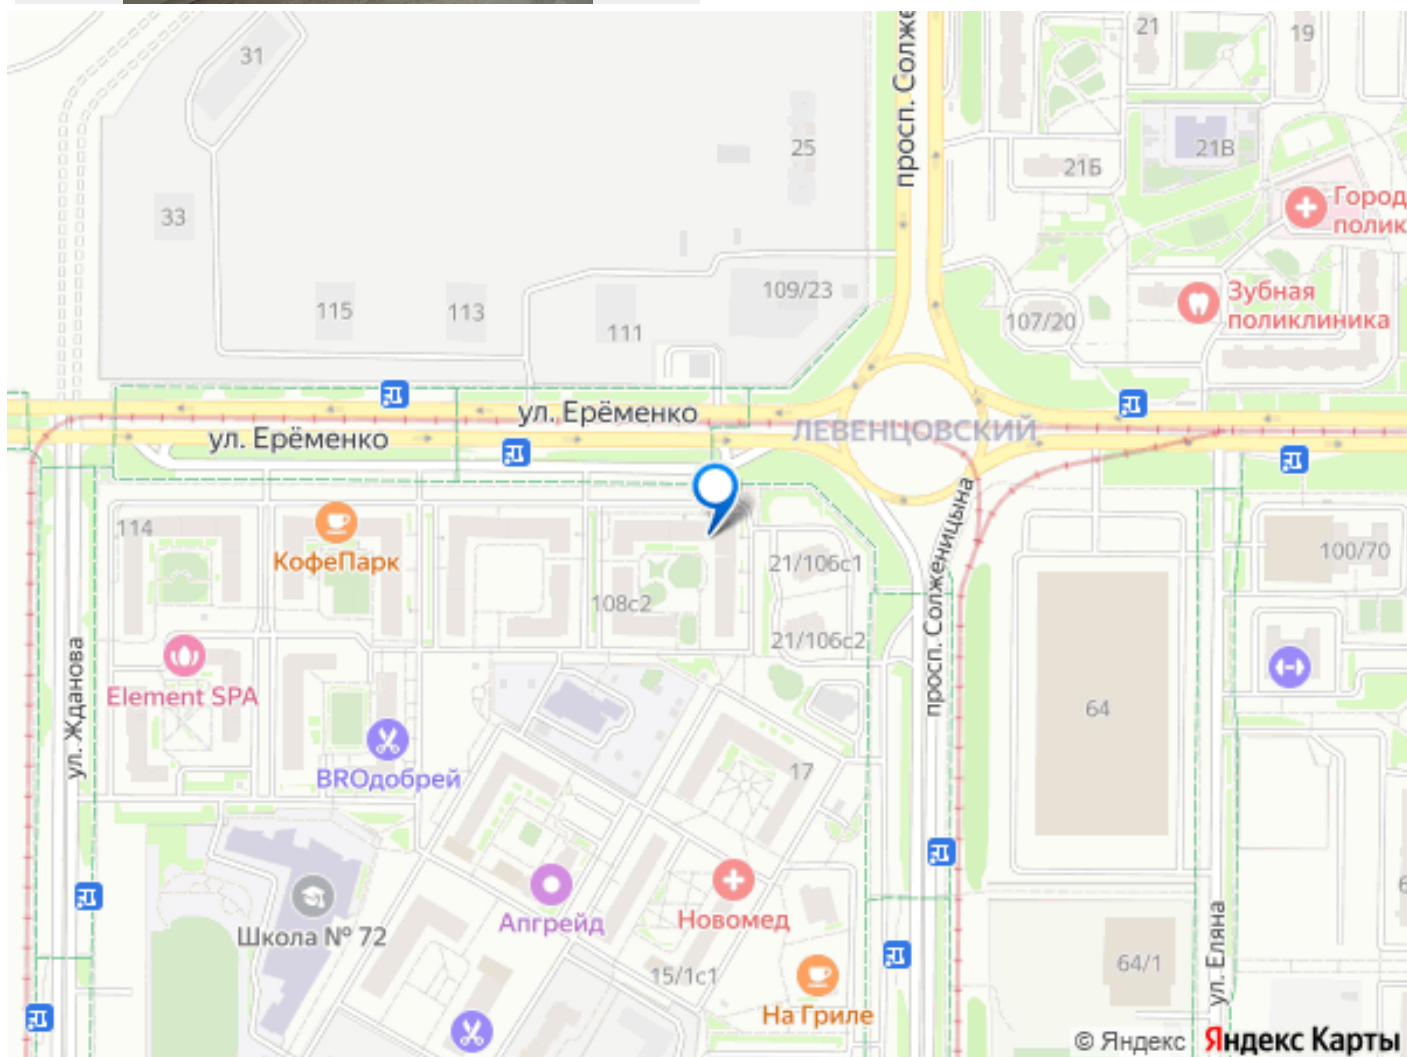 31
просп. Солже
21
19
25
21Б
21В
Город
полик
33
109/23
Зубная
поликлиника
115
113
111
107/20
ул. Ерёменко
ул. Ерёменко
ЛЕВЕНЦОВСКИЙ
114
КофеПарк
108с2
21/106с1
21/106с2
просп. Солженицына
100/70
ул. Жданова
Element SPA
64
BROдобрей
17
Школа № 72
Апгрейд
Новомед
15/1с1
На Гриле
64/1
ул. Еляна
6
© Яндекс Яндекс Карты